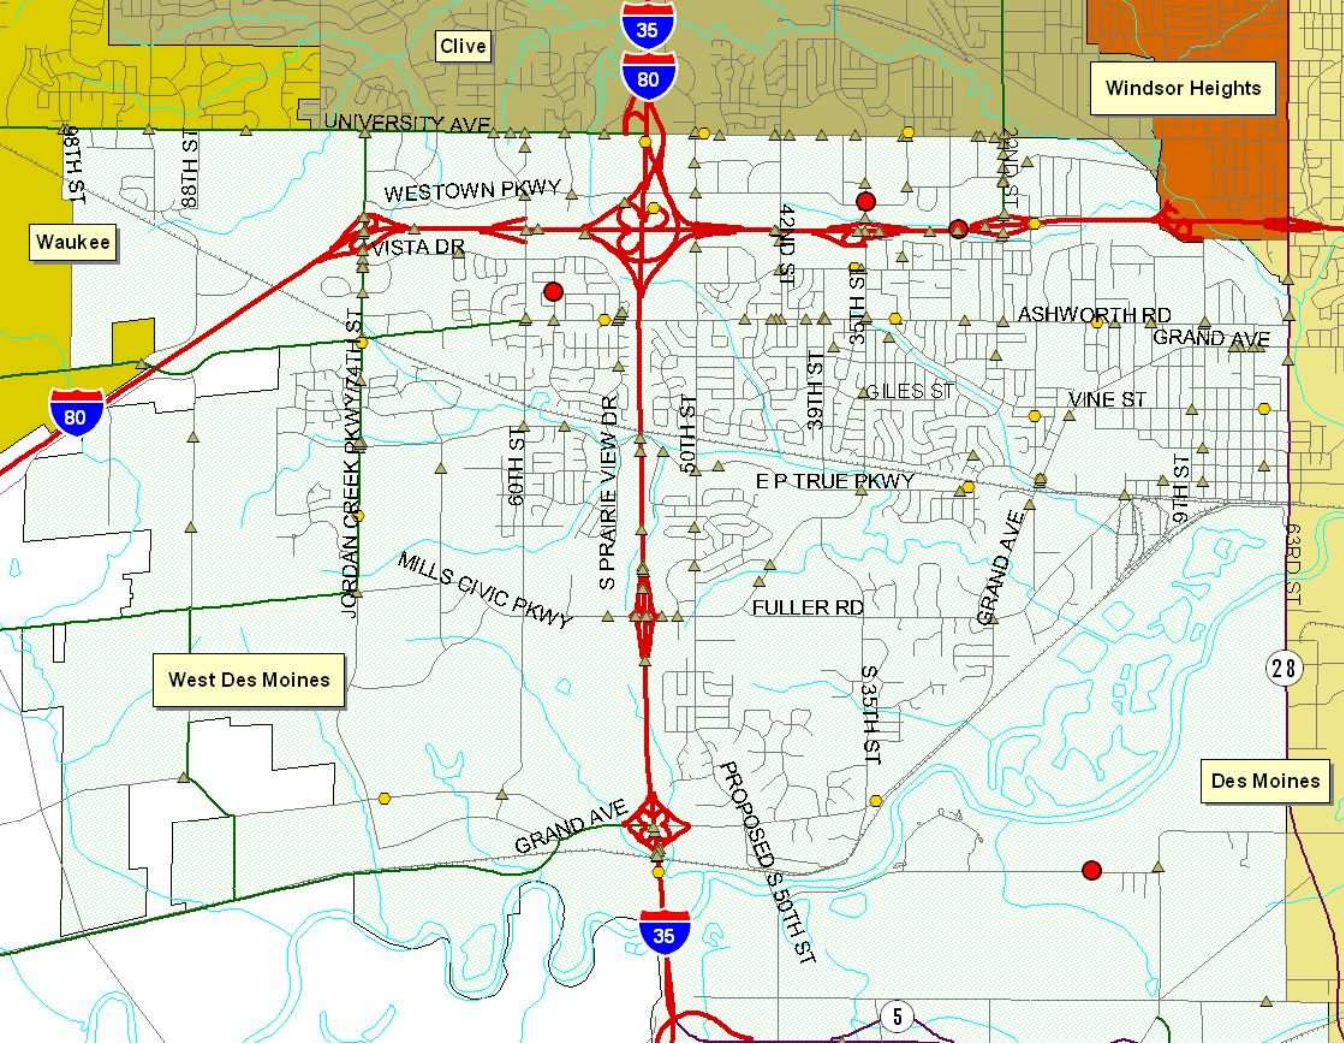 35
Clive
80
Windsor Heights
UNIVERSITY AVE
98TH ST
88TH ST
22ND ST
WESTOWN PKWY
Waukee
VISTA DR
42ND ST
35TH ST
ASHWORTH RD
GRAND AVE
39TH ST
GILES ST
VINE ST
80
JORDAN CREEK PKWY/74TH ST
60TH ST
S PRAIRIE VIEW DR
50TH ST
E P TRUE PKWY
9TH ST
GRAND AVE
63RD ST
MILLS CIVIC PKWY
FULLER RD
West Des Moines
28
S 35TH ST
Des Moines
PROPOSED S 50TH ST
GRAND AVE
35
5